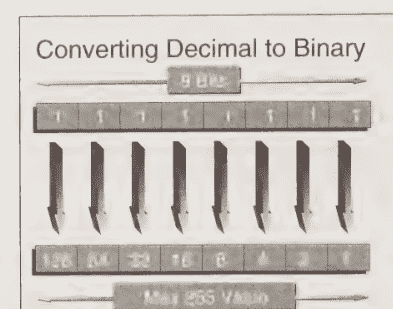 Converting Decimal to Binary
8 Bits
1 1 1 1 1 1 1 1
128 64 32 16 8 4 2 1
Max 255 Value